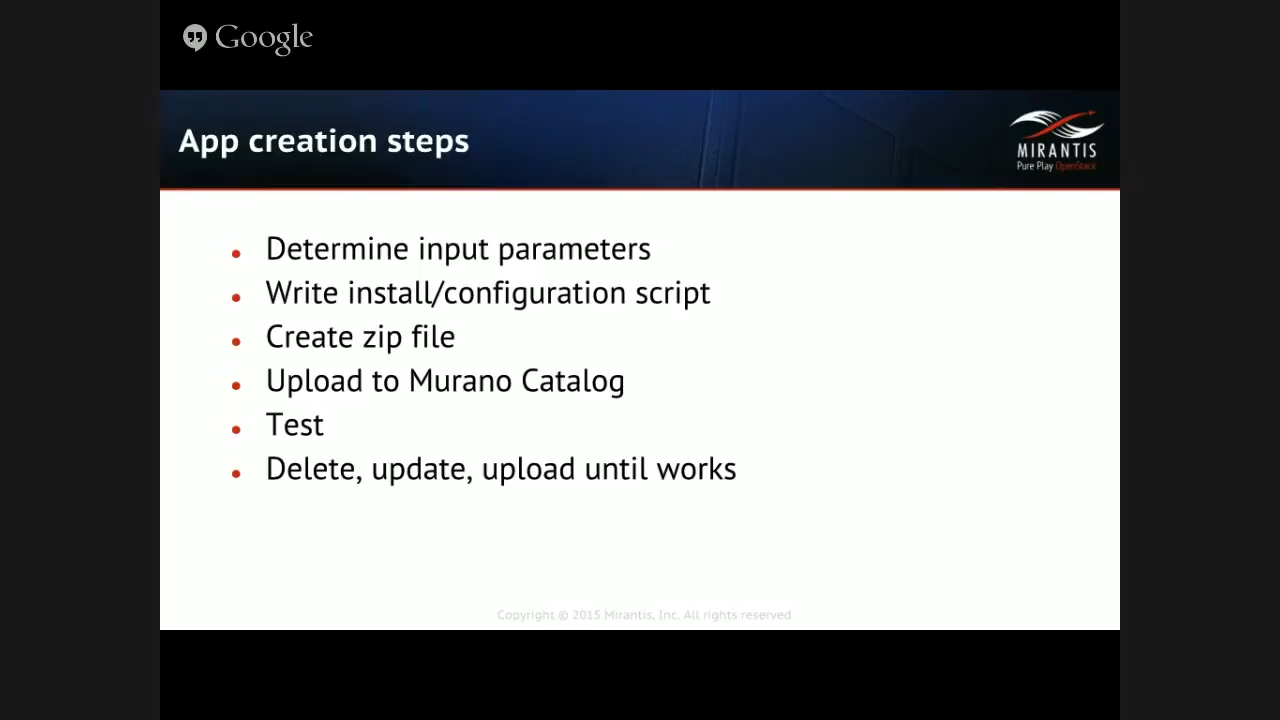 Google
App creation steps
MIRANTIS
Pure Play OpenStack
• Determine input parameters
• Write install/configuration script
• Create zip file
• Upload to Murano Catalog
• Test
• Delete, update, upload until works
Copyright © 2015 Mirantis, Inc. All rights reserved